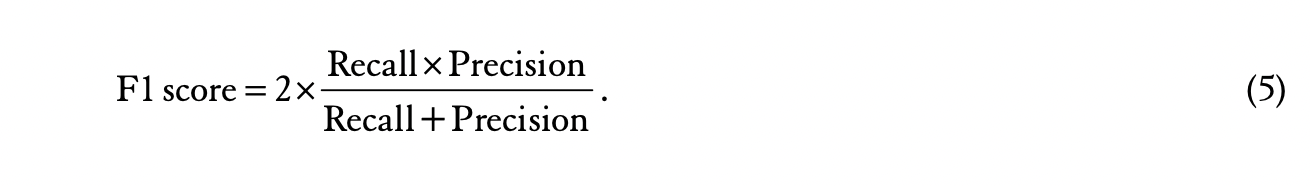 F1 score = 2 × Recall × Precision / Recall + Precision . (5)